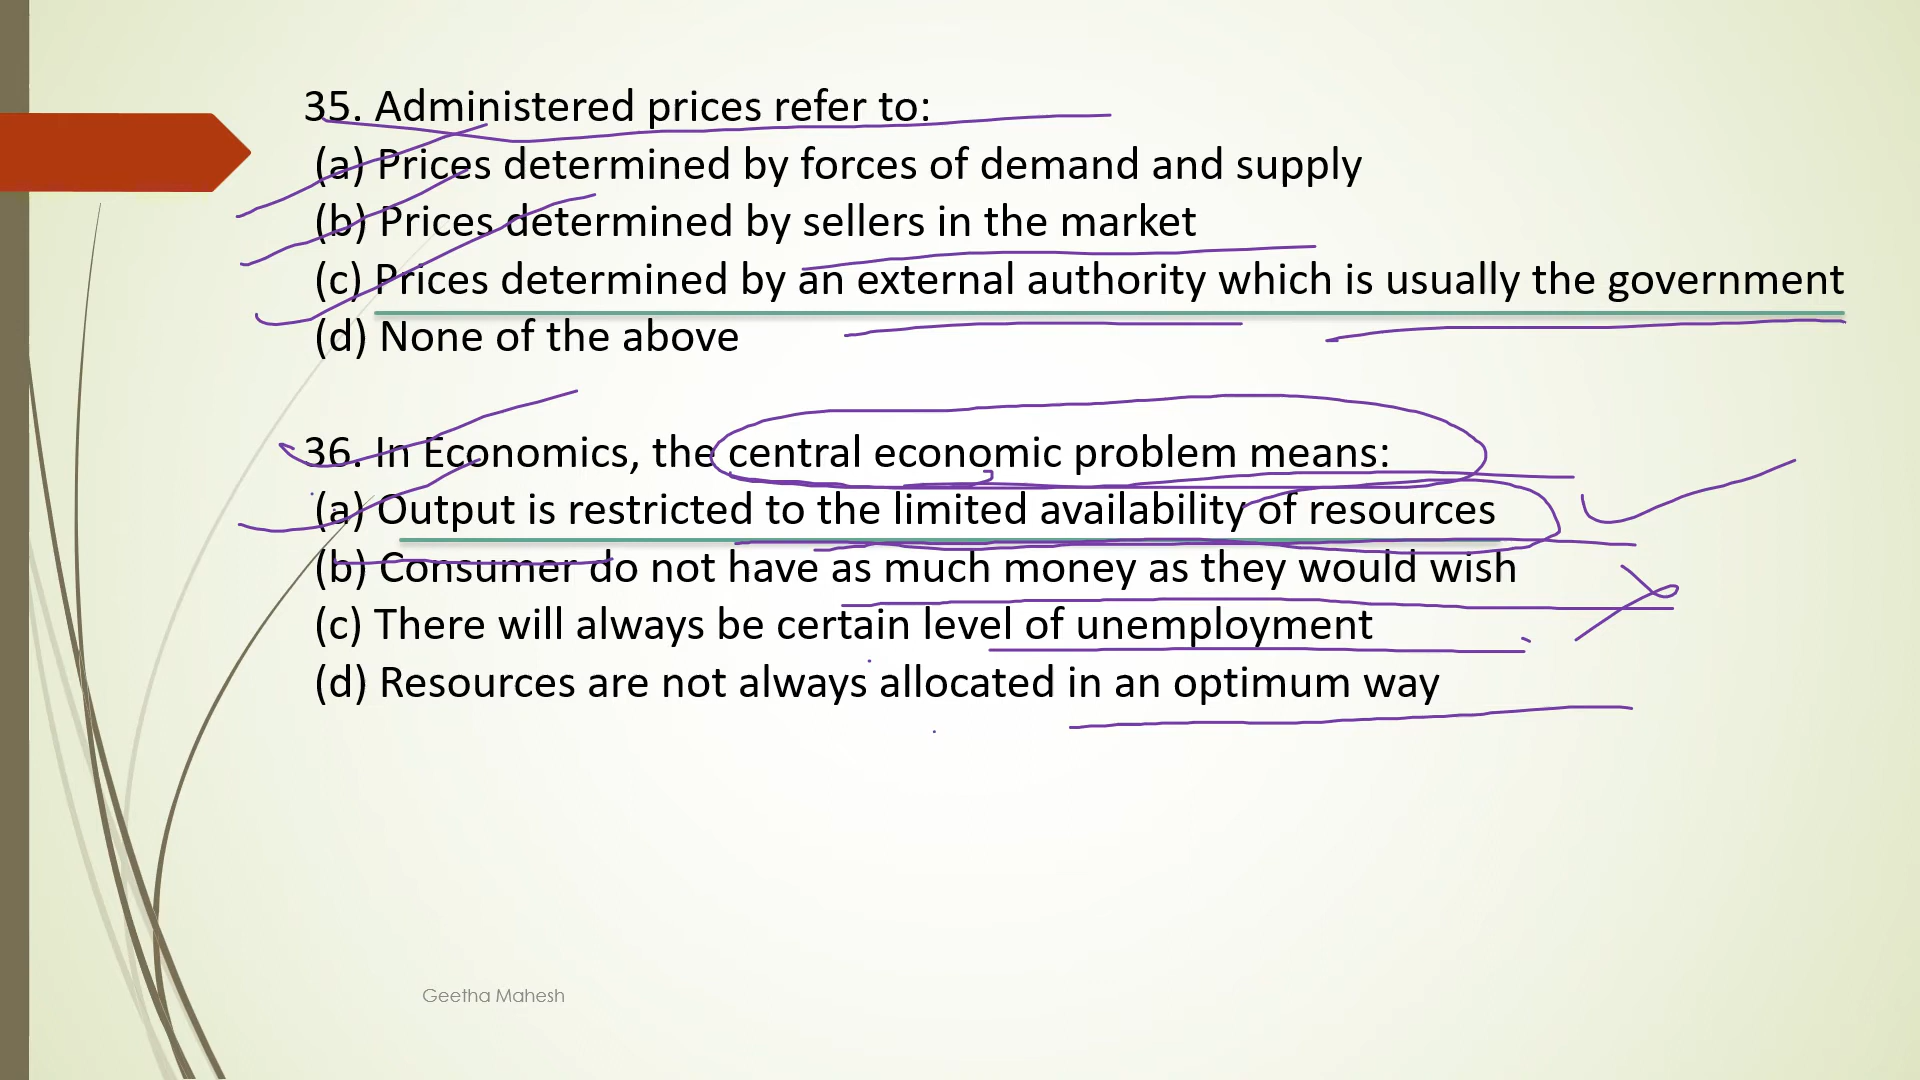 35. Administered prices refer to:
(a) Prices determined by forces of demand and supply
(b) Prices determined by sellers in the market
(c) Prices determined by an external authority which is usually the government
(d) None of the above
36. In Economics, the central economic problem means:
(a) Output is restricted to the limited availability of resources
(b) Consumer do not have as much money as they would wish
(c) There will always be certain level of unemployment
(d) Resources are not always allocated in an optimum way
Geetha Mahesh